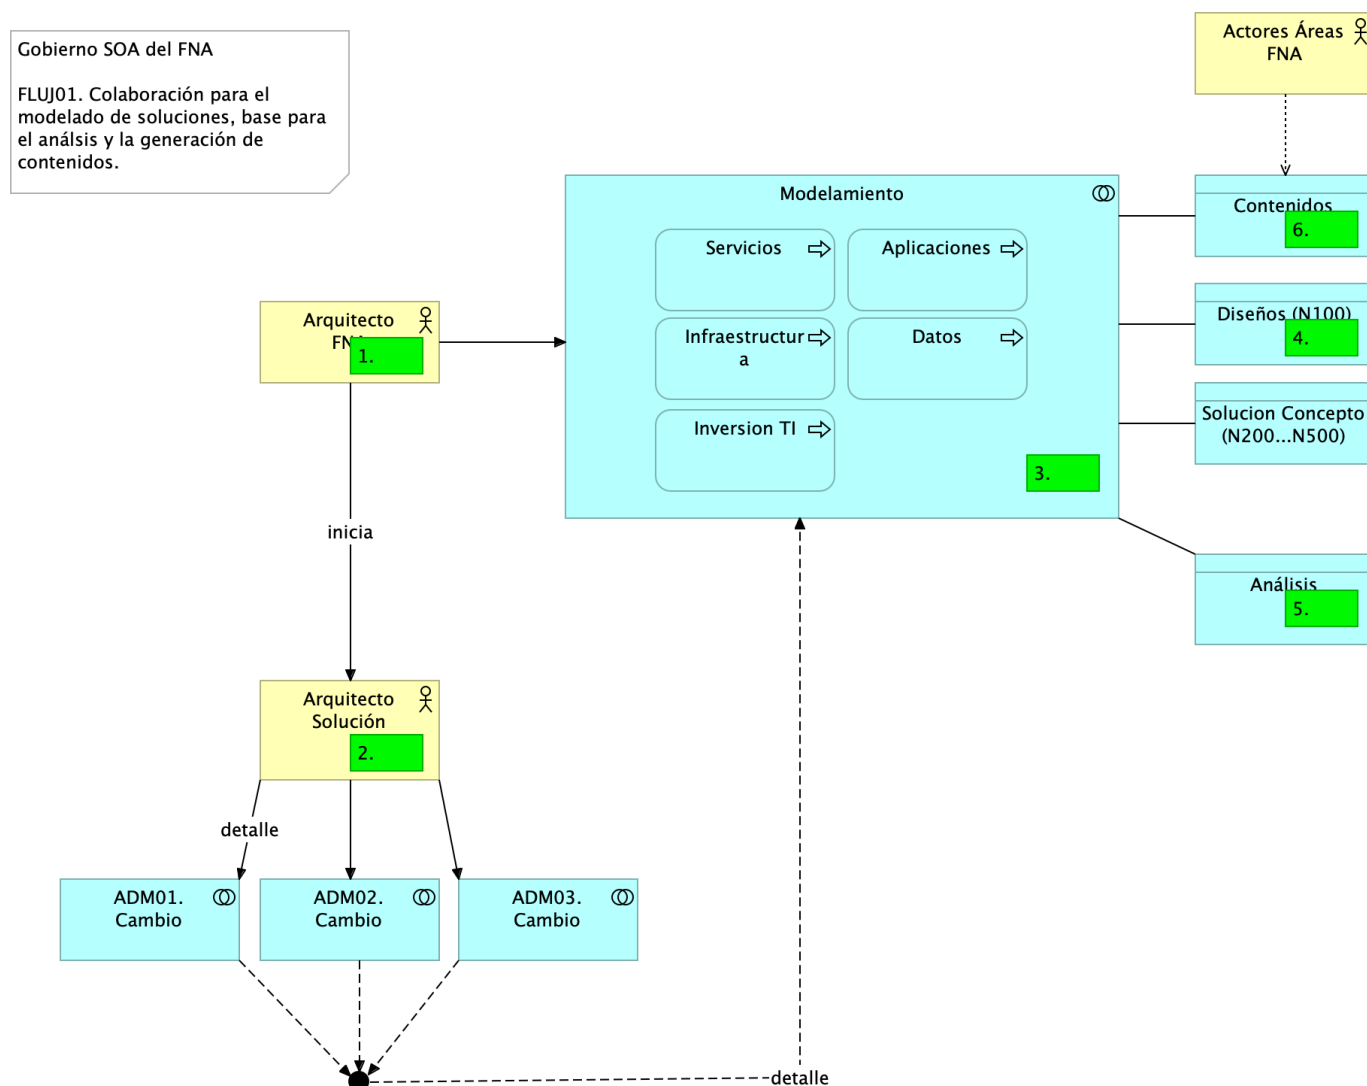 Gobierno SOA del FNA
FLUJ01. Colaboración para el
modelado de soluciones, base para
el análsis y la generación de
contenidos.
Actores Áreas
FNA
Modelamiento
Servicios
Aplicaciones
Infraestructur
a
Datos
Inversion TI
3.
Contenidos
6.
Diseños (N100)
4.
Solucion Concepto
(N200...N500)
Análisis
5.
Arquitecto
FNA
1.
inicia
Arquitecto
Solución
2.
detalle
ADM01.
Cambio
ADM02.
Cambio
ADM03.
Cambio
detalle